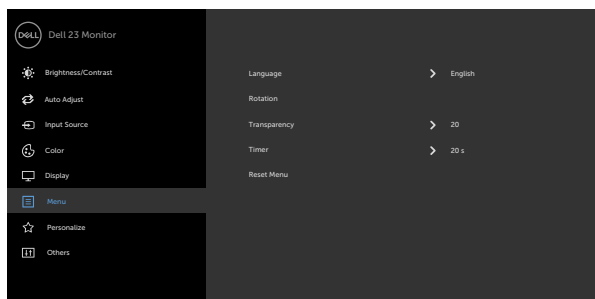 DELL Dell 23 Monitor
Brightness/Contrast
Auto Adjust
Input Source
Color
Display
Menu
Personalize
Others
Language English
Rotation
Transparency 20
Timer 20 s
Reset Menu